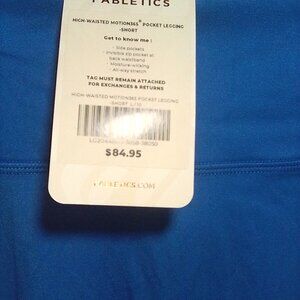 FABLETICS
HIGH-WAISTED MOTION365® POCKET LEGGING
-SHORT
Get to know me :
• Side pockets
• Invisible zip pocket at
back waistband
• Moisture-wicking
• All-way stretch
TAG MUST REMAIN ATTACHED
FOR EXCHANGES & RETURNS
HIGH-WAISTED MOTION365 POCKET LEGGING
-SHORT
$84.95
FABLETICS.COM